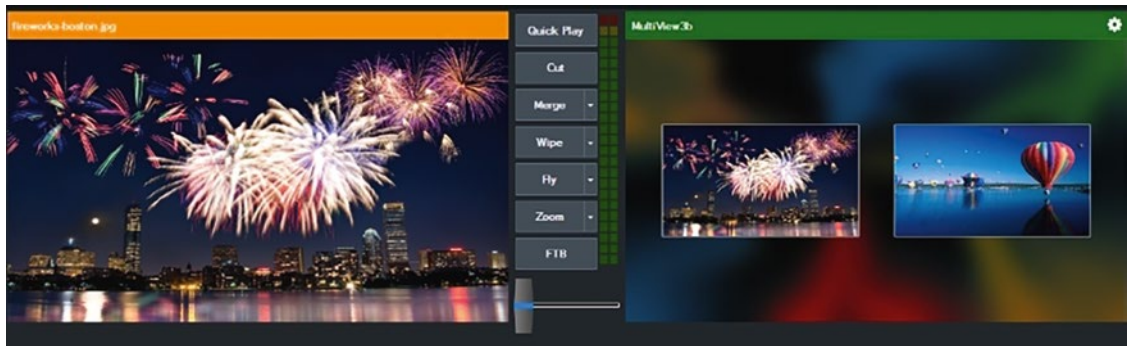 fireworks-boston.jpg
Quick Play
Cut
Merge
Wipe
Fly
Zoom
FTB
MultiView3b